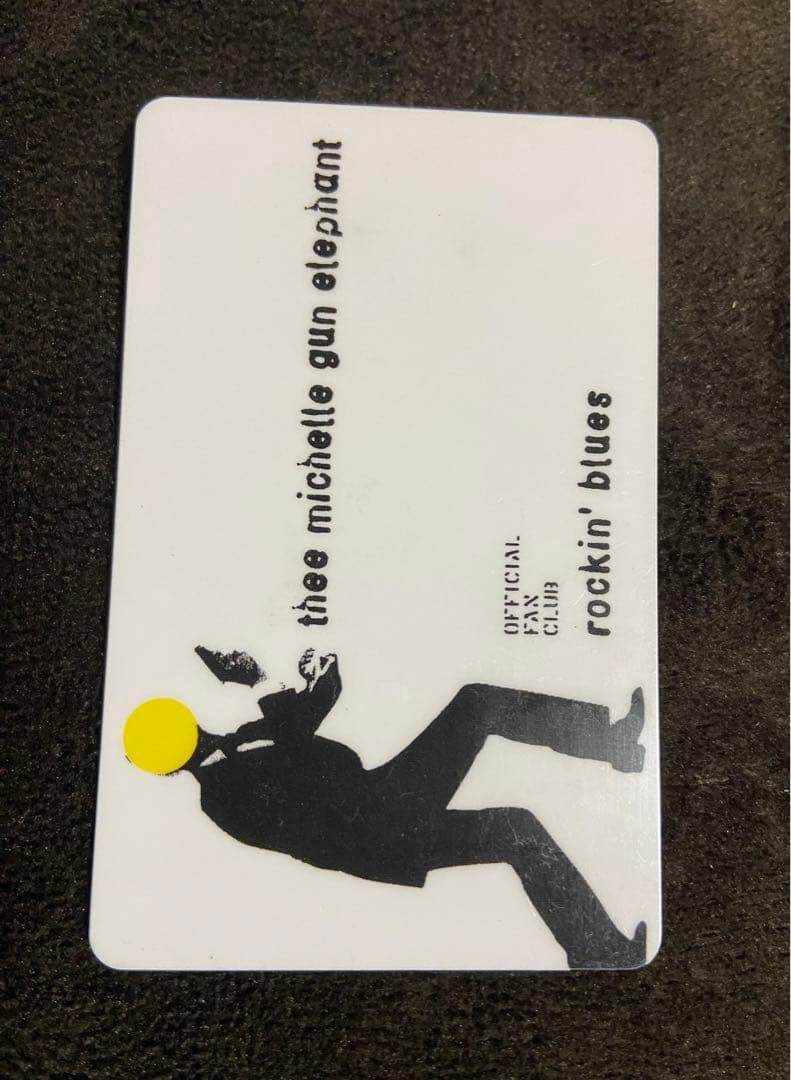 thee michelle gun elephant
OFFICIAL
FAN
CLUB
rockin' blues